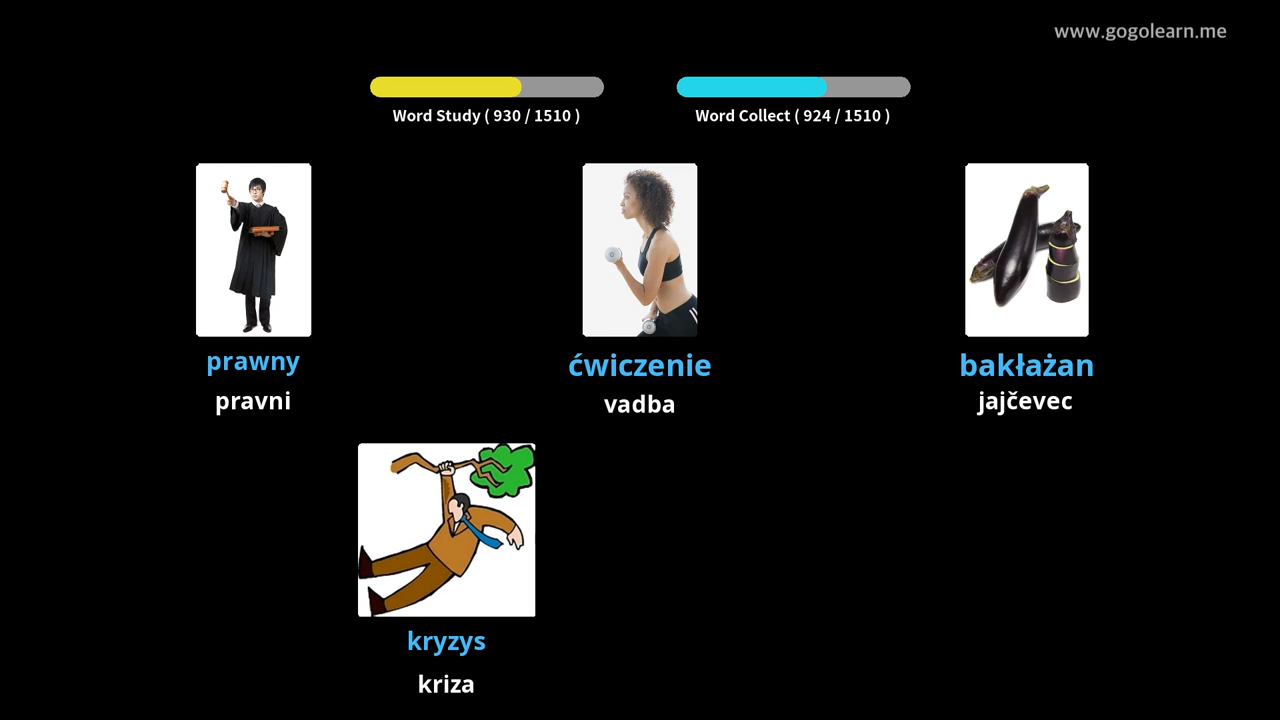 www.gogolearn.me
Word Study ( 930 / 1510 )
Word Collect ( 924 / 1510 )
prawny
pravni
ćwiczenie
vadba
bakłażan
jajčevec
kryzys
kriza